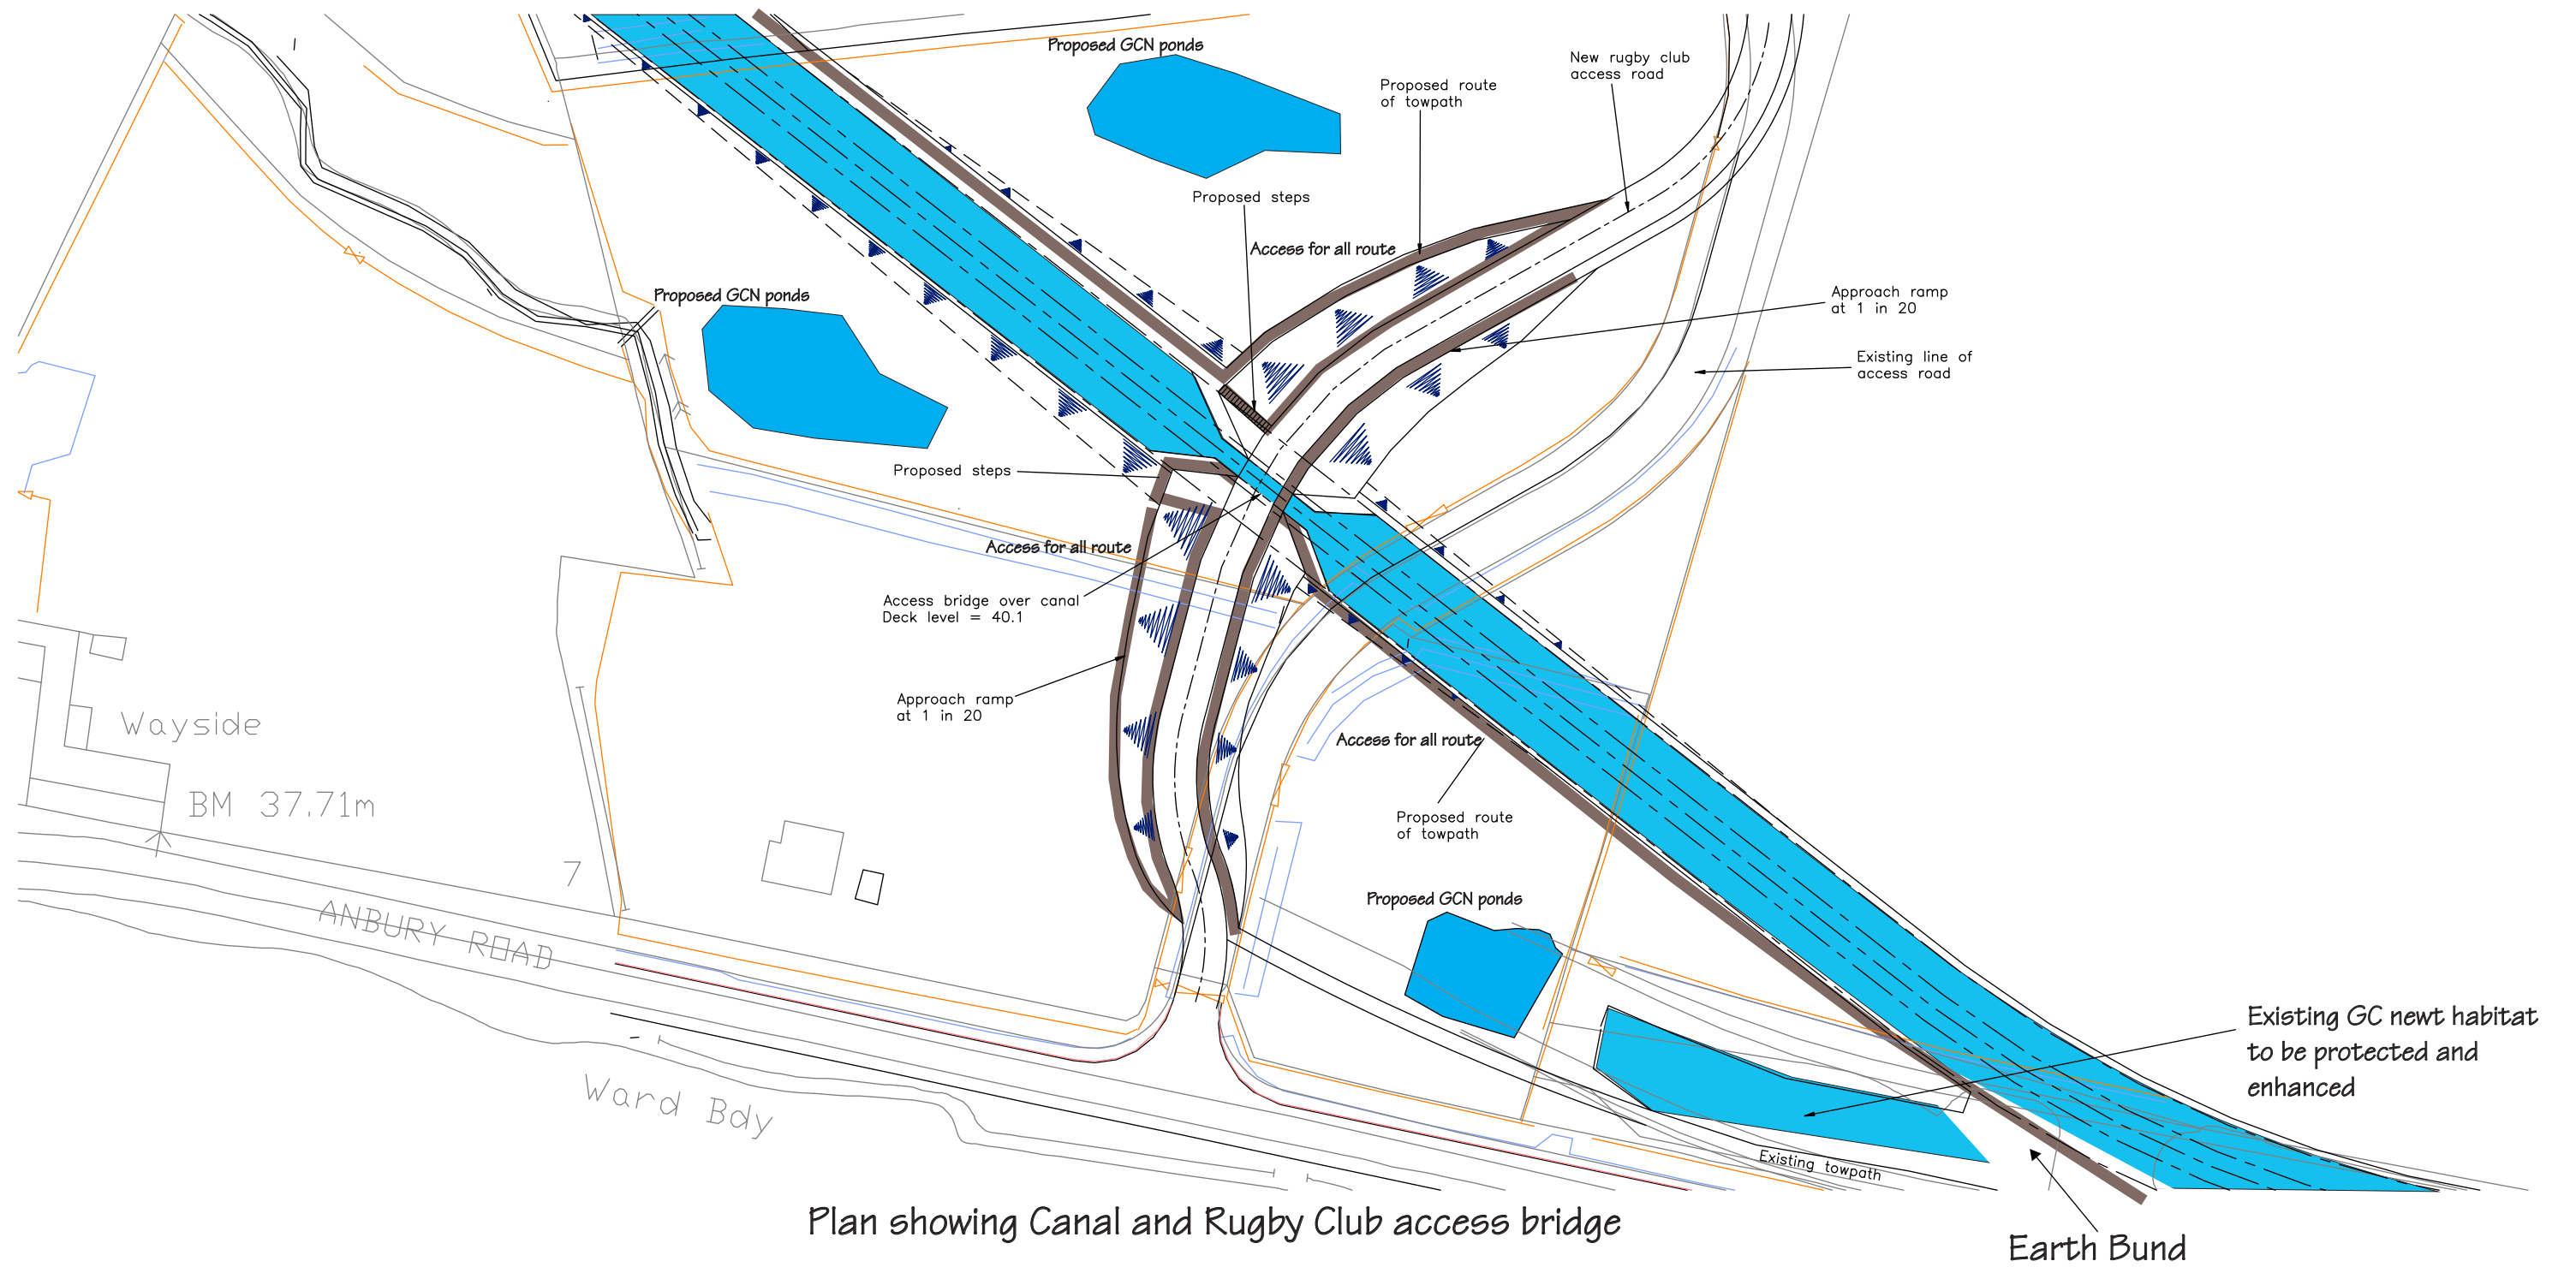 Proposed GCN ponds
New rugby club
access road
Proposed route
of towpath
Proposed steps
Access for all route
Proposed GCN ponds
Approach ramp
at 1 in 20
Existing line of
access road
Proposed steps
Access for all route
Access bridge over canal
Deck level = 40.1
Approach ramp
at 1 in 20
Wayside
BM 37.71m
Access for all route
Proposed route
of towpath
7
ANBURY ROAD
Proposed GCN ponds
Existing GC newt habitat
to be protected and
enhanced
Ward Bdy
Existing towpath
Plan showing Canal and Rugby Club access bridge
Earth Bund